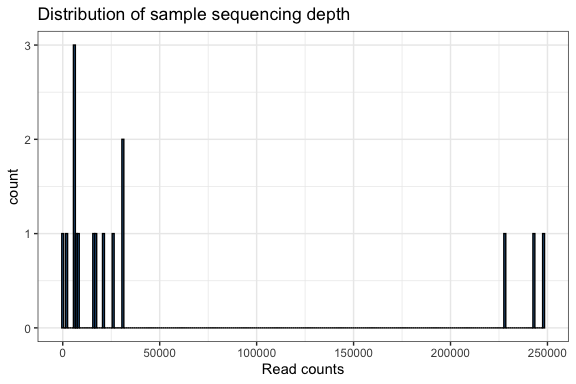 Distribution of sample sequencing depth
3
2
1
0
count
0 50000 100000 150000 200000 250000
Read counts